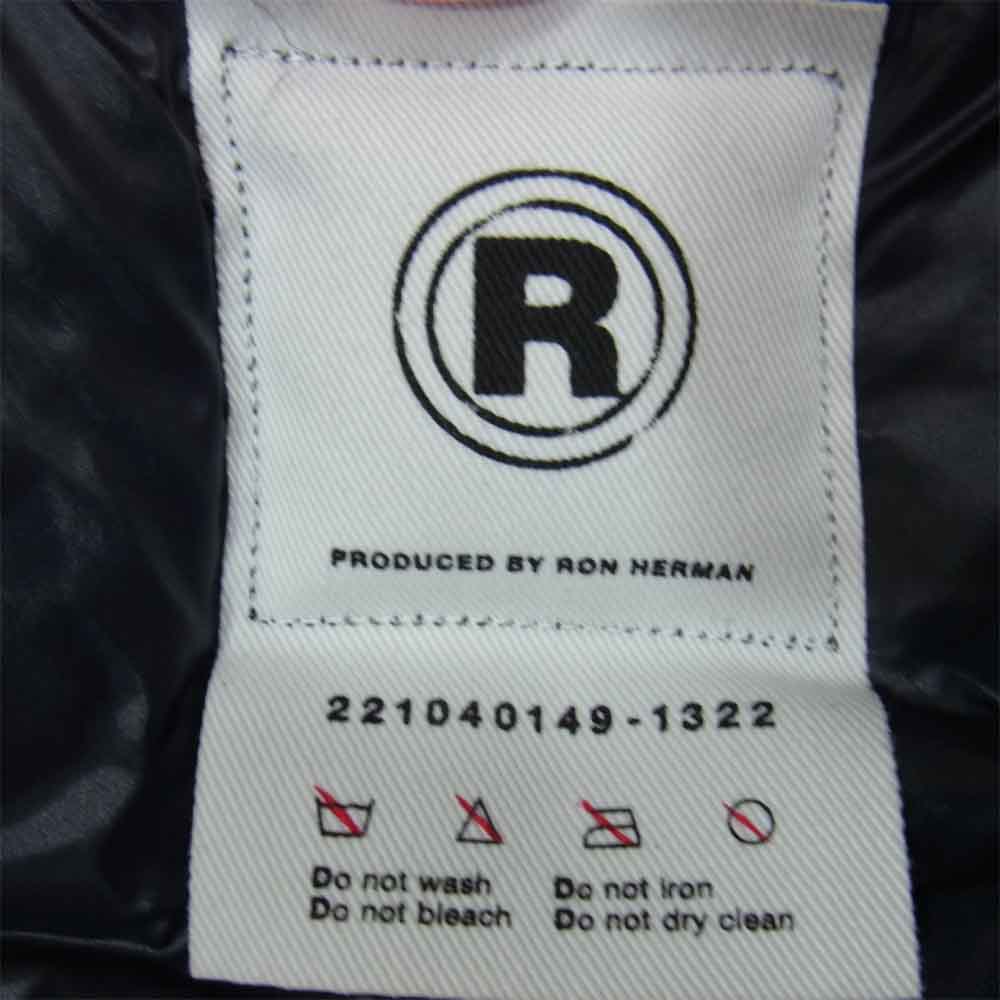 R
PRODUCED BY RON HERMAN
221040149-1322
Do not wash Do not iron
Do not bleach Do not dry clean